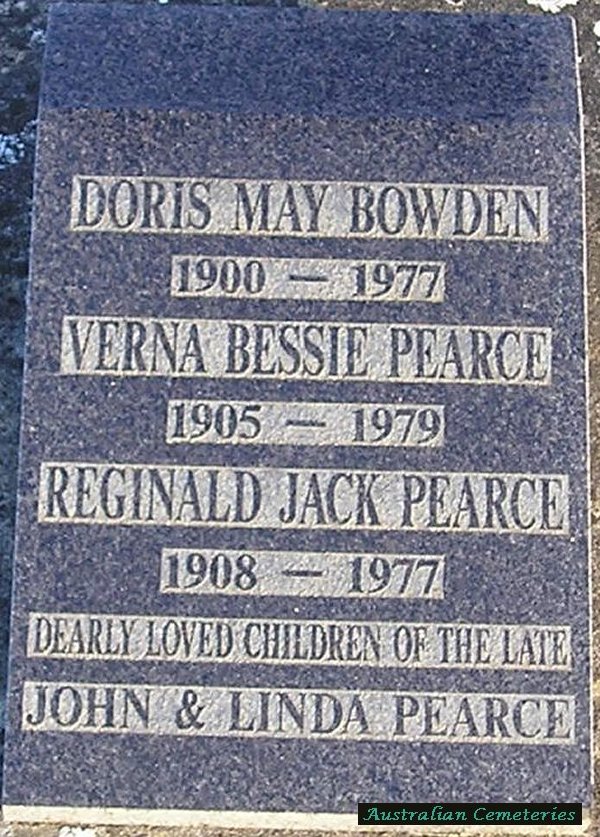 DORIS MAY BOWDEN
1900 — 1977
VERNA BESSIE PEARCE
1905 — 1979
REGINALD JACK PEARCE
1908 — 1977
DEARLY LOVED CHILDREN OF THE LATE
JOHN & LINDA PEARCE
Australian Cemeteries